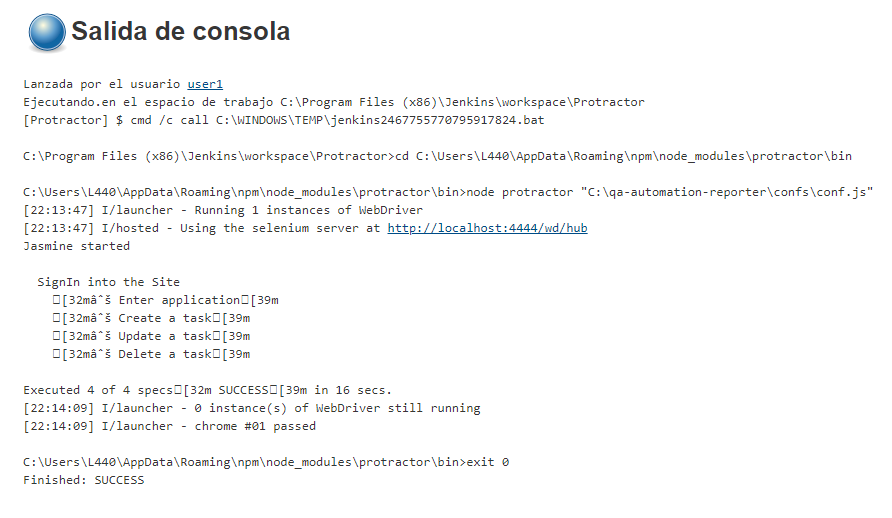 Salida de consola
Lanzada por el usuario user1
Ejecutando.en el espacio de trabajo C:\Program Files (x86)\Jenkins\workspace\Protractor
[Protractor] $ cmd /c call C:\WINDOWS\TEMP\jenkins2467755770795917824.bat
C:\Program Files (x86)\Jenkins\workspace\Protractor>cd C:\Users\L440\AppData\Roaming\npm\node_modules\protractor\bin
C:\Users\L440\AppData\Roaming\npm\node_modules\protractor\bin>node protractor "C:\qa-automation-reporter\confs\conf.js"
[22:13:47] I/launcher - Running 1 instances of WebDriver
[22:13:47] I/hosted - Using the selenium server at http://localhost:4444/wd/hub
Jasmine started
SignIn into the Site
□[32mâˆš Enter application□[39m
□[32mâˆš Create a task□[39m
□[32mâˆš Update a task□[39m
□[32mâˆš Delete a task□[39m
Executed 4 of 4 specs□[32m SUCCESS□[39m in 16 secs.
[22:14:09] I/launcher - 0 instance(s) of WebDriver still running
[22:14:09] I/launcher - chrome #01 passed
C:\Users\L440\AppData\Roaming\npm\node_modules\protractor\bin>exit 0
Finished: SUCCESS